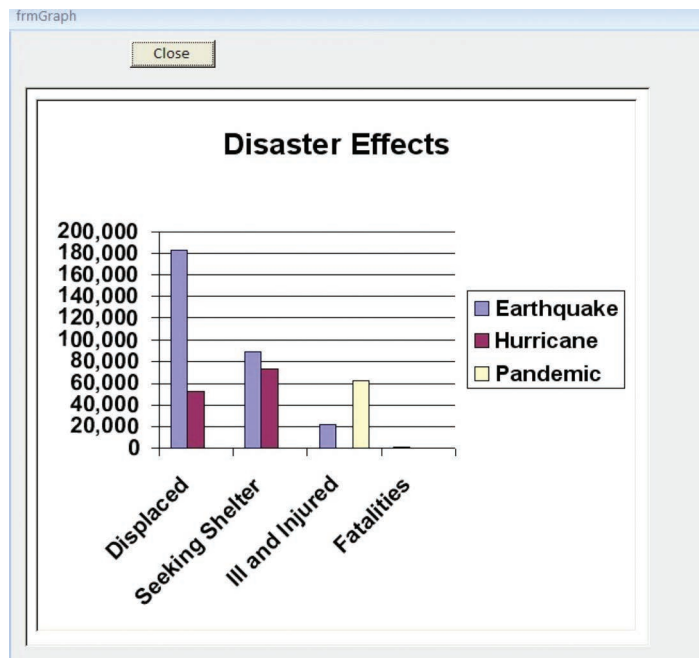 frmGraph
Close
Disaster Effects
200,000
180,000
160,000
140,000
120,000
100,000
80,000
60,000
40,000
20,000
0
Displaced
Seeking Shelter
Ill and Injured
Fatalities
Earthquake
Hurricane
Pandemic